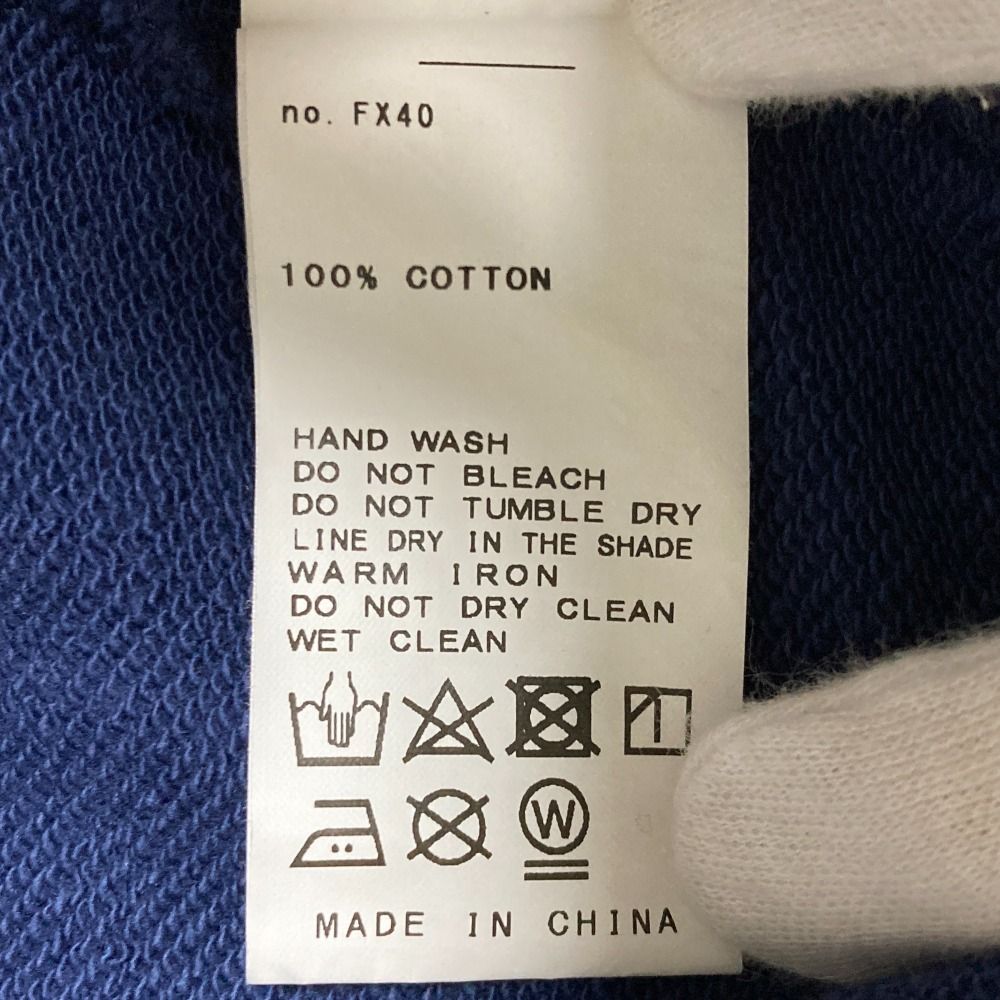 no. FX40
100% COTTON
HAND WASH
DO NOT BLEACH
DO NOT TUMBLE DRY
LINE DRY IN THE SHADE
WARM IRON
DO NOT DRY CLEAN
WET CLEAN
W
MADE IN CHINA